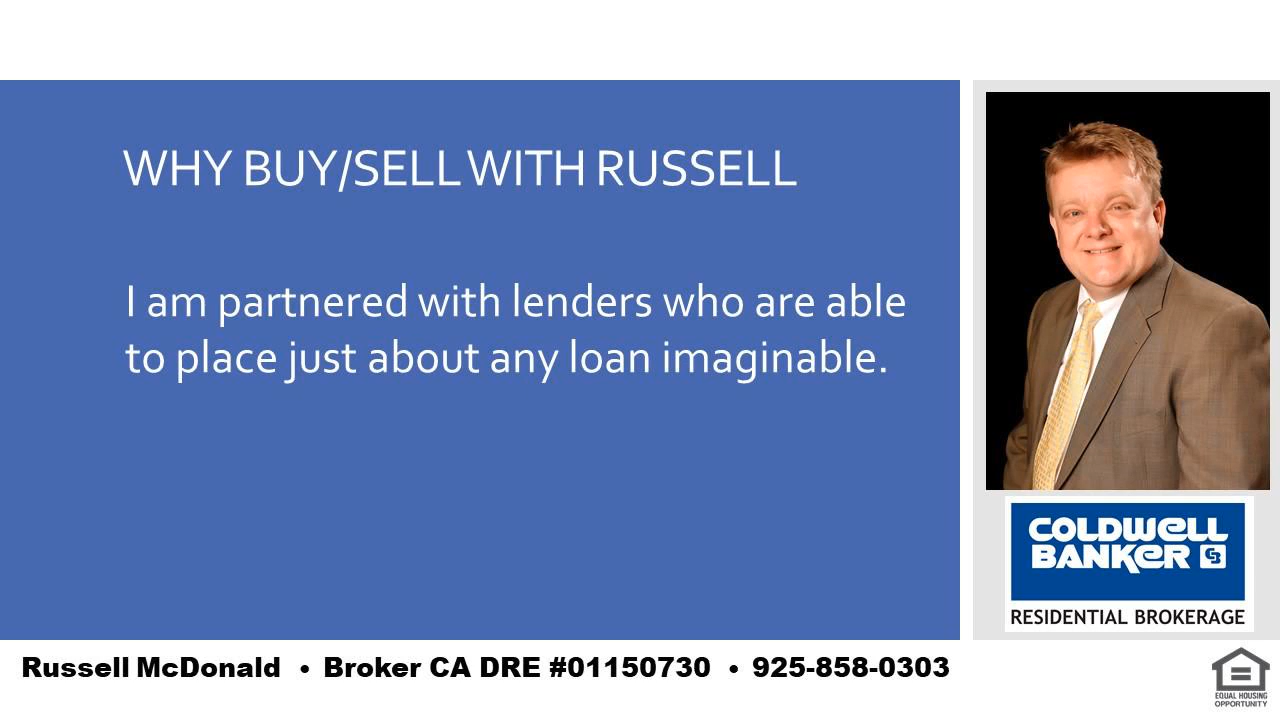 WHY BUY/SELL WITH RUSSELL
I am partnered with lenders who are able
to place just about any loan imaginable.
COLDWELL
BANKER CB
RESIDENTIAL BROKERAGE
Russell McDonald • Broker CA DRE #01150730 • 925-858-0303
EQUAL HOUSING
OPPORTUNITY